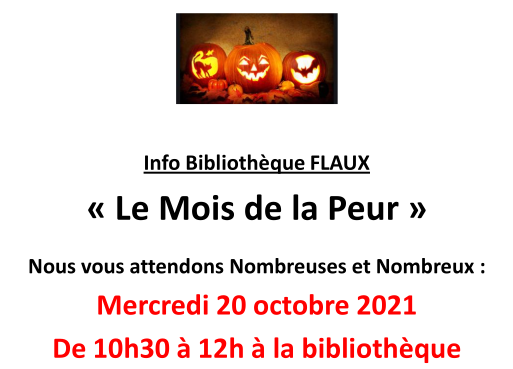 Info Bibliothèque FLAUX
« Le Mois de la Peur »
Nous vous attendons Nombreuses et Nombreux :
Mercredi 20 octobre 2021
De 10h30 à 12h à la bibliothèque